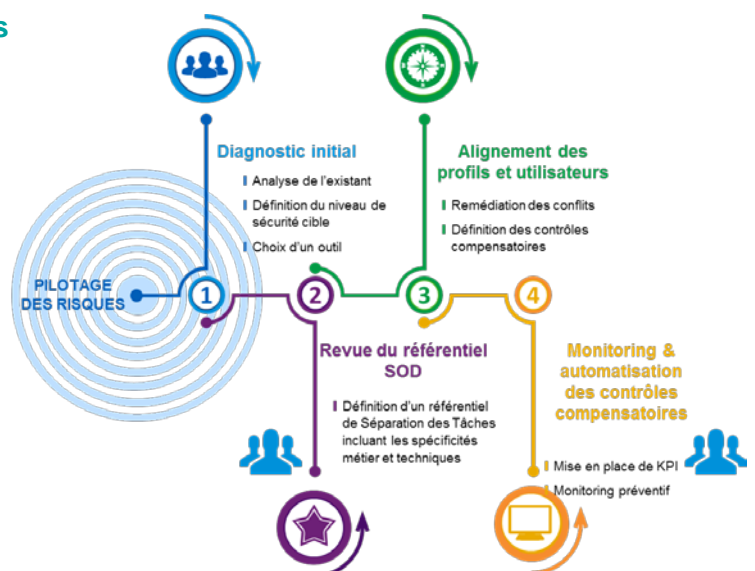 s
Diagnostic initial
Analyse de l'existant
Définition du niveau de
sécurité cible
Choix d'un outil
Alignement des
profils et utilisateurs
Remédiation des conflits
Définition des contrôles
compensatoires
PILOTAGE
DES RISQUES
1
2
3
4
Revue du référentiel
SOD
Définition d'un référentiel
de Séparation des Tâches
incluant les spécificités
métier et techniques
Monitoring &
automatisation
des contrôles
compensatoires
Mise en place de KPI
Monitoring préventif